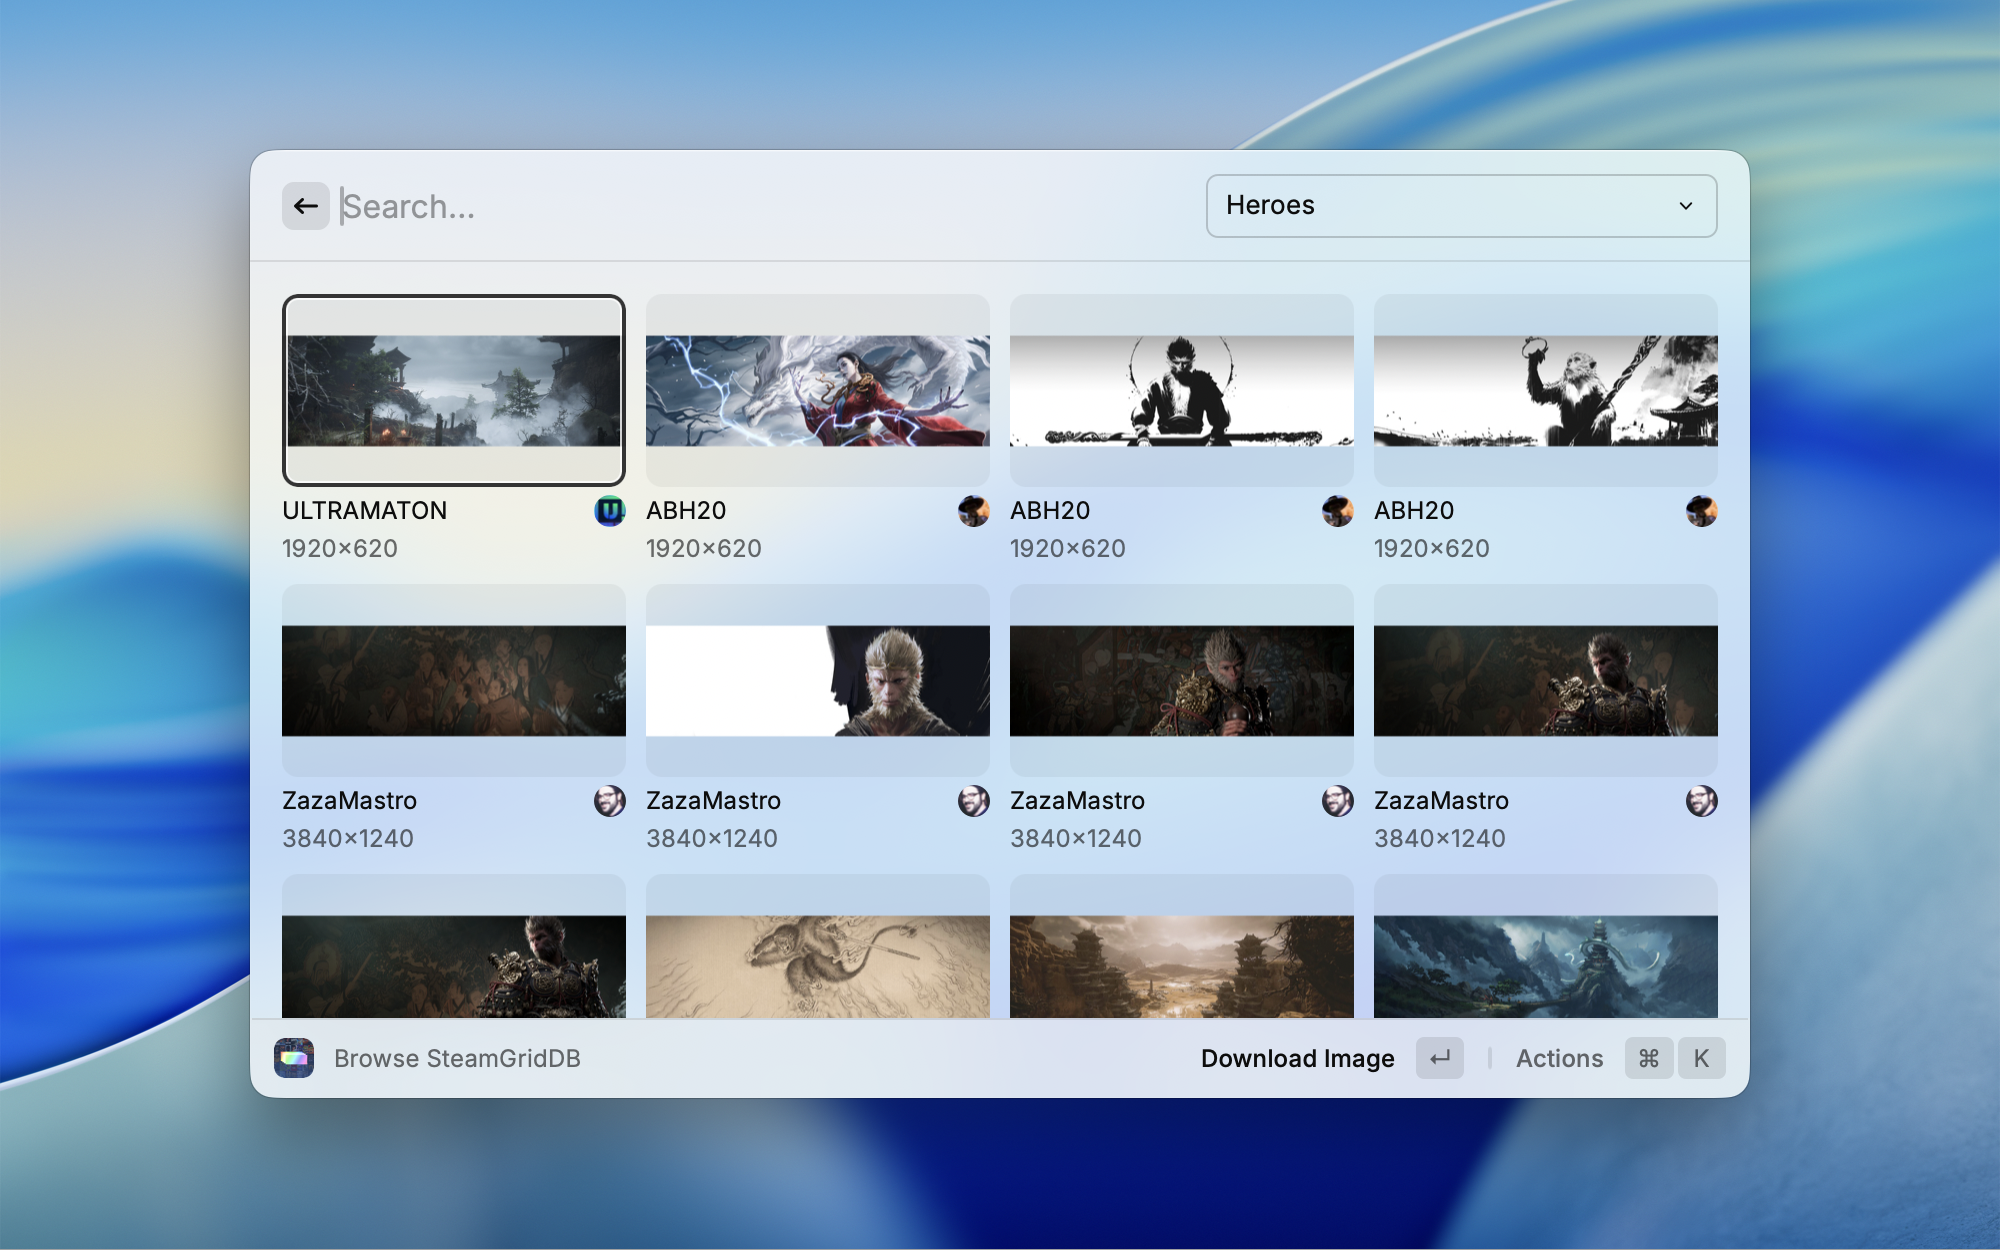 Search...
Heroes
ULTRAMATON
1920×620
ABH20
1920×620
ABH20
1920×620
ABH20
1920×620
ZazaMastro
3840×1240
ZazaMastro
3840×1240
ZazaMastro
3840×1240
ZazaMastro
3840×1240
Browse SteamGridDB
Download Image
Actions
⌘ K